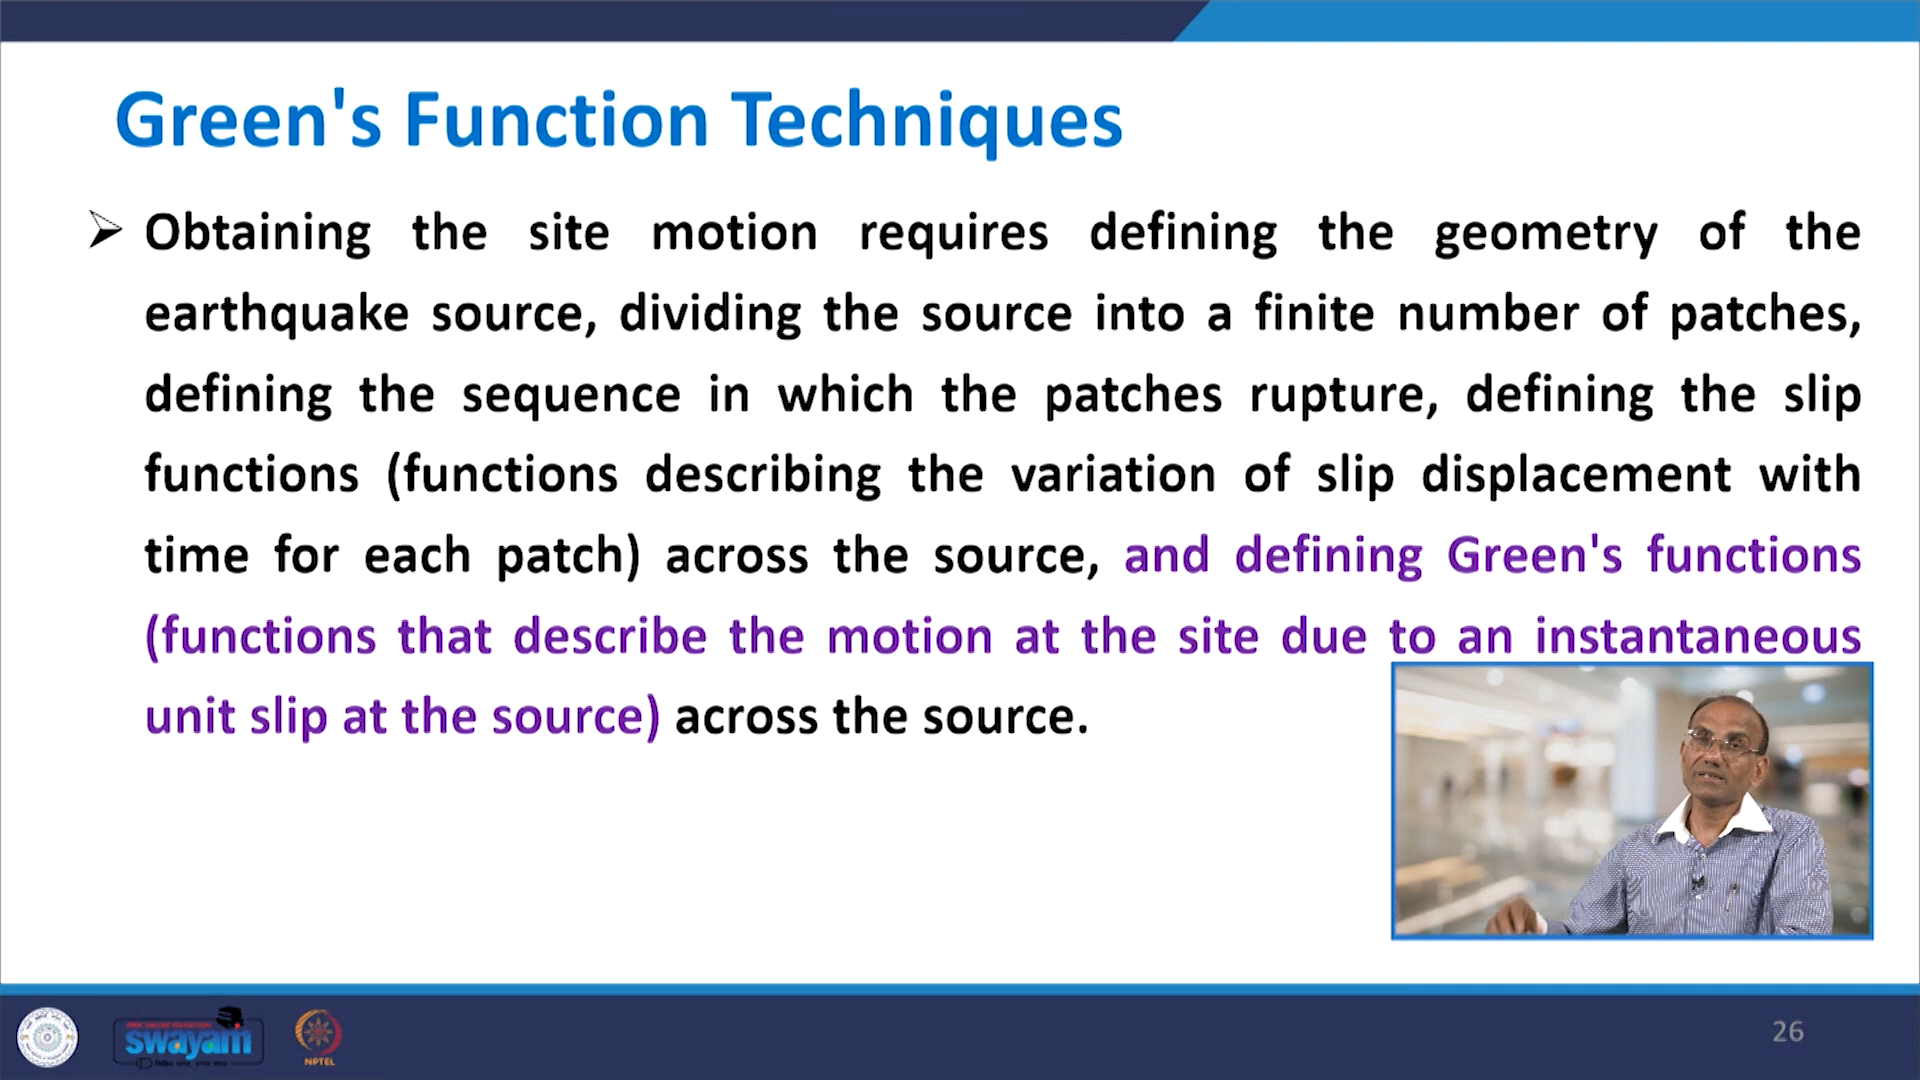 Green's Function Techniques
Obtaining the site motion requires defining the geometry of the
earthquake source, dividing the source into a finite number of patches,
defining the sequence in which the patches rupture, defining the slip
functions (functions describing the variation of slip displacement with
time for each patch) across the source, and defining Green's functions
(functions that describe the motion at the site due to an instantaneous
unit slip at the source) across the source.
swayam
NPTEL
26